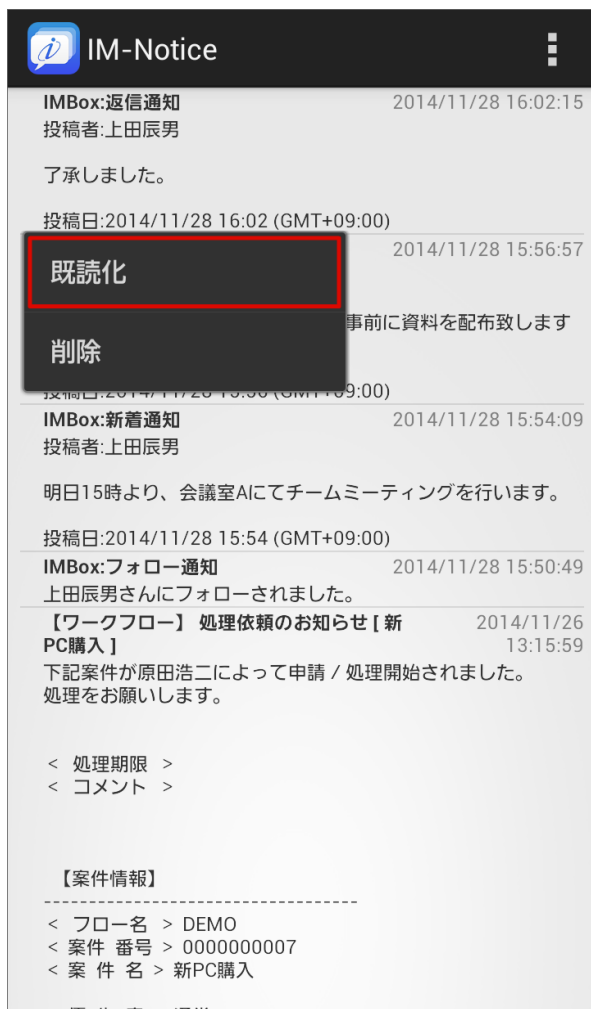 IM-Notice
IMBox:返信通知 2014/11/28 16:02:15
投稿者:上田辰男
了承しました。
投稿日:2014/11/28 16:02 (GMT+09:00)
2014/11/28 15:56:57
既読化
事前に資料を配布致します
削除
投稿日:2014/11/28 15:56 (GMT+09:00)
IMBox:新着通知 2014/11/28 15:54:09
投稿者:上田辰男
明日15時より、会議室Aにてチームミーティングを行います。
投稿日:2014/11/28 15:54 (GMT+09:00)
IMBox:フォロー通知 2014/11/28 15:50:49
上田辰男さんにフォローされました。
【ワークフロー】 処理依頼のお知らせ [ 新 2014/11/26
PC購入 ] 13:15:59
下記案件が原田浩二によって申請 / 処理開始されました。
処理をお願いします。
< 処理期限 >
< コメント >
【案件情報】
----------------------------------
< フロー名 > DEMO
< 案件 番号 > 0000000007
< 案 件 名 > 新PC購入